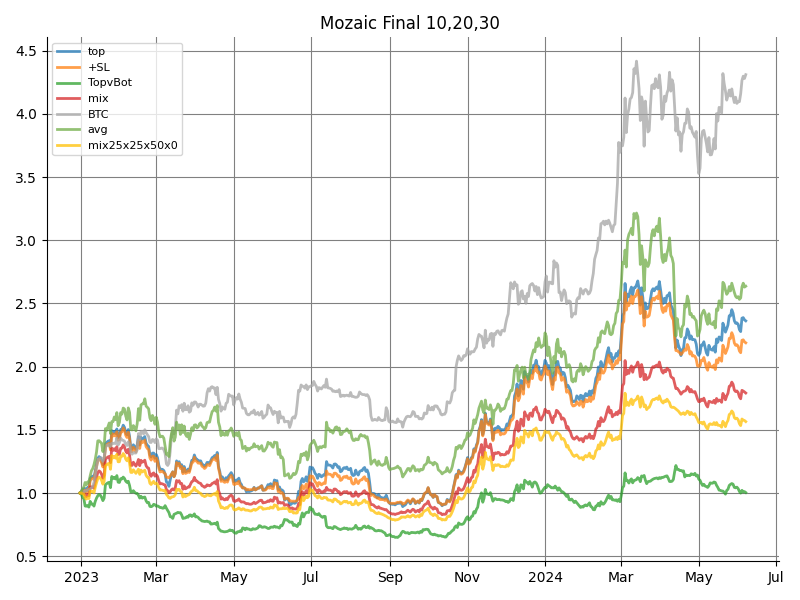 Mozaic Final 10,20,30
top
+SL
TopvBot
mix
BTC
avg
mix25x25x50x0
4.5
4.0
3.5
3.0
2.5
2.0
1.5
1.0
0.5
2023 Mar May Jul Sep Nov 2024 Mar May Jul